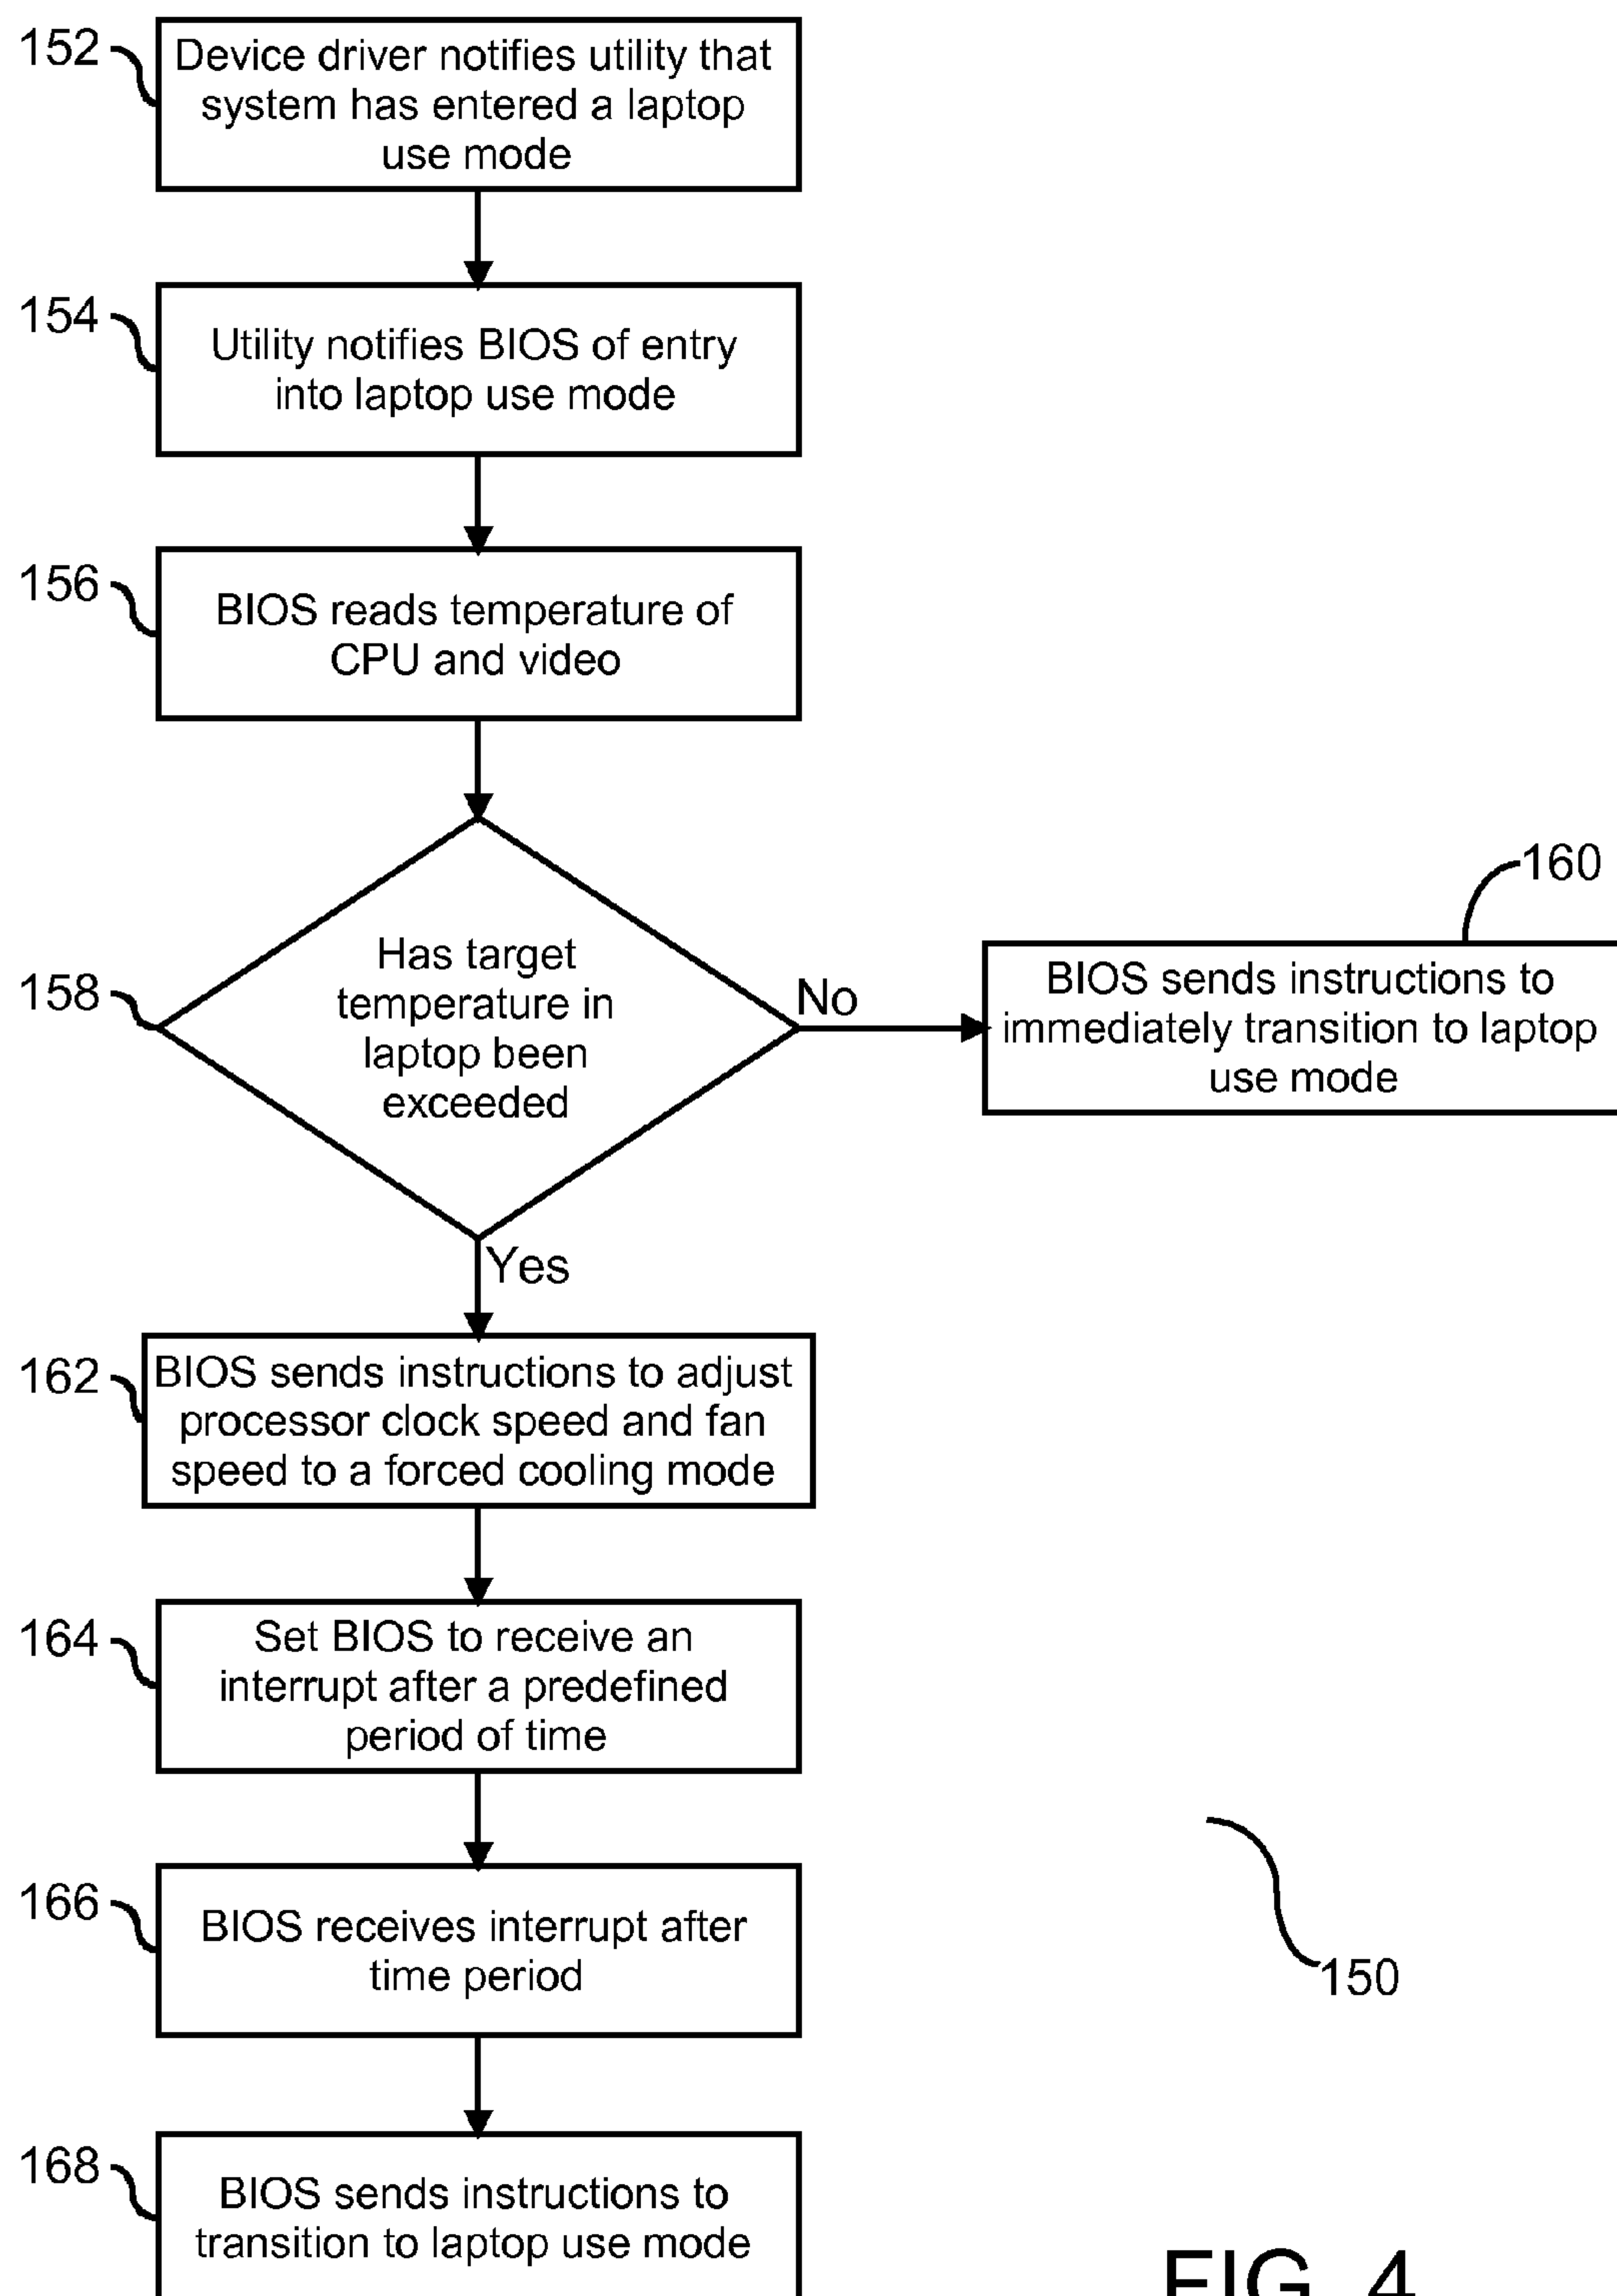 152
Device driver notifies utility that
system has entered a laptop
use mode
154
Utility notifies BIOS of entry
into laptop use mode
156
BIOS reads temperature of
CPU and video
158
Has target
temperature in
laptop been
exceeded
No
160
BIOS sends instructions to
immediately transition to laptop
use mode
Yes
162
BIOS sends instructions to adjust
processor clock speed and fan
speed to a forced cooling mode
164
Set BIOS to receive an
interrupt after a predefined
period of time
166
BIOS receives interrupt after
time period
150
168
BIOS sends instructions to
transition to laptop use mode
FIG. 4